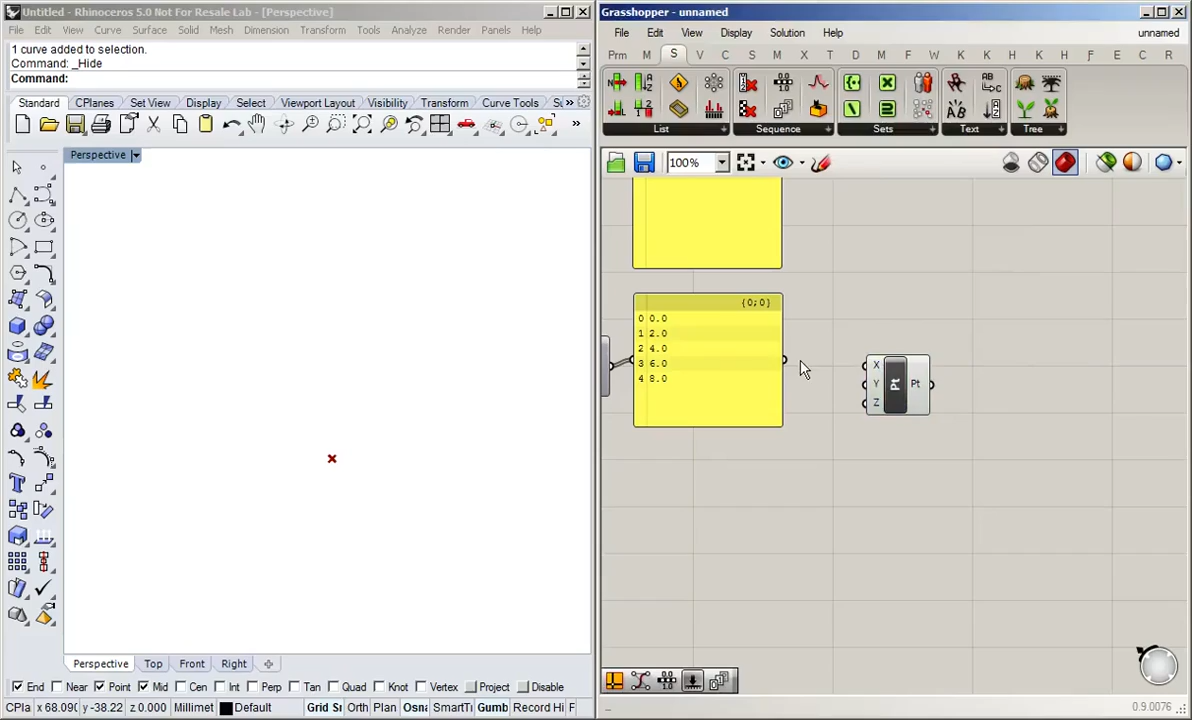 Untitled - Rhinoceros 5.0 Not For Resale Lab - [Perspective]
File Edit View Curve Surface Solid Mesh Dimension Transform Tools Analyze Render Panels Help
1 curve added to selection.
Command: _Hide
Command:
Standard CPlanes Set View Display Select Viewport Layout Visibility Transform Curve Tools »
Perspective
Perspective Top Front Right
End Near Point Mid Cen Int Perp Tan Quad Knot Vertex Project Disable
CPla x 68.090 y -38.22 z 0.000 Millimet Default Grid S Orth Plan Osna SmartT Gumb Record Hi F
Grasshopper - unnamed
File Edit View Display Solution Help unnamed
Prm M S V C S M X T D A M F W K K H F E C R
List Sequence Sets Text Tree
100%
{0;0}
0 0.0
1 2.0
2 4.0
3 6.0
4 8.0
X
Y Pt Pt
Z
0.9.0076